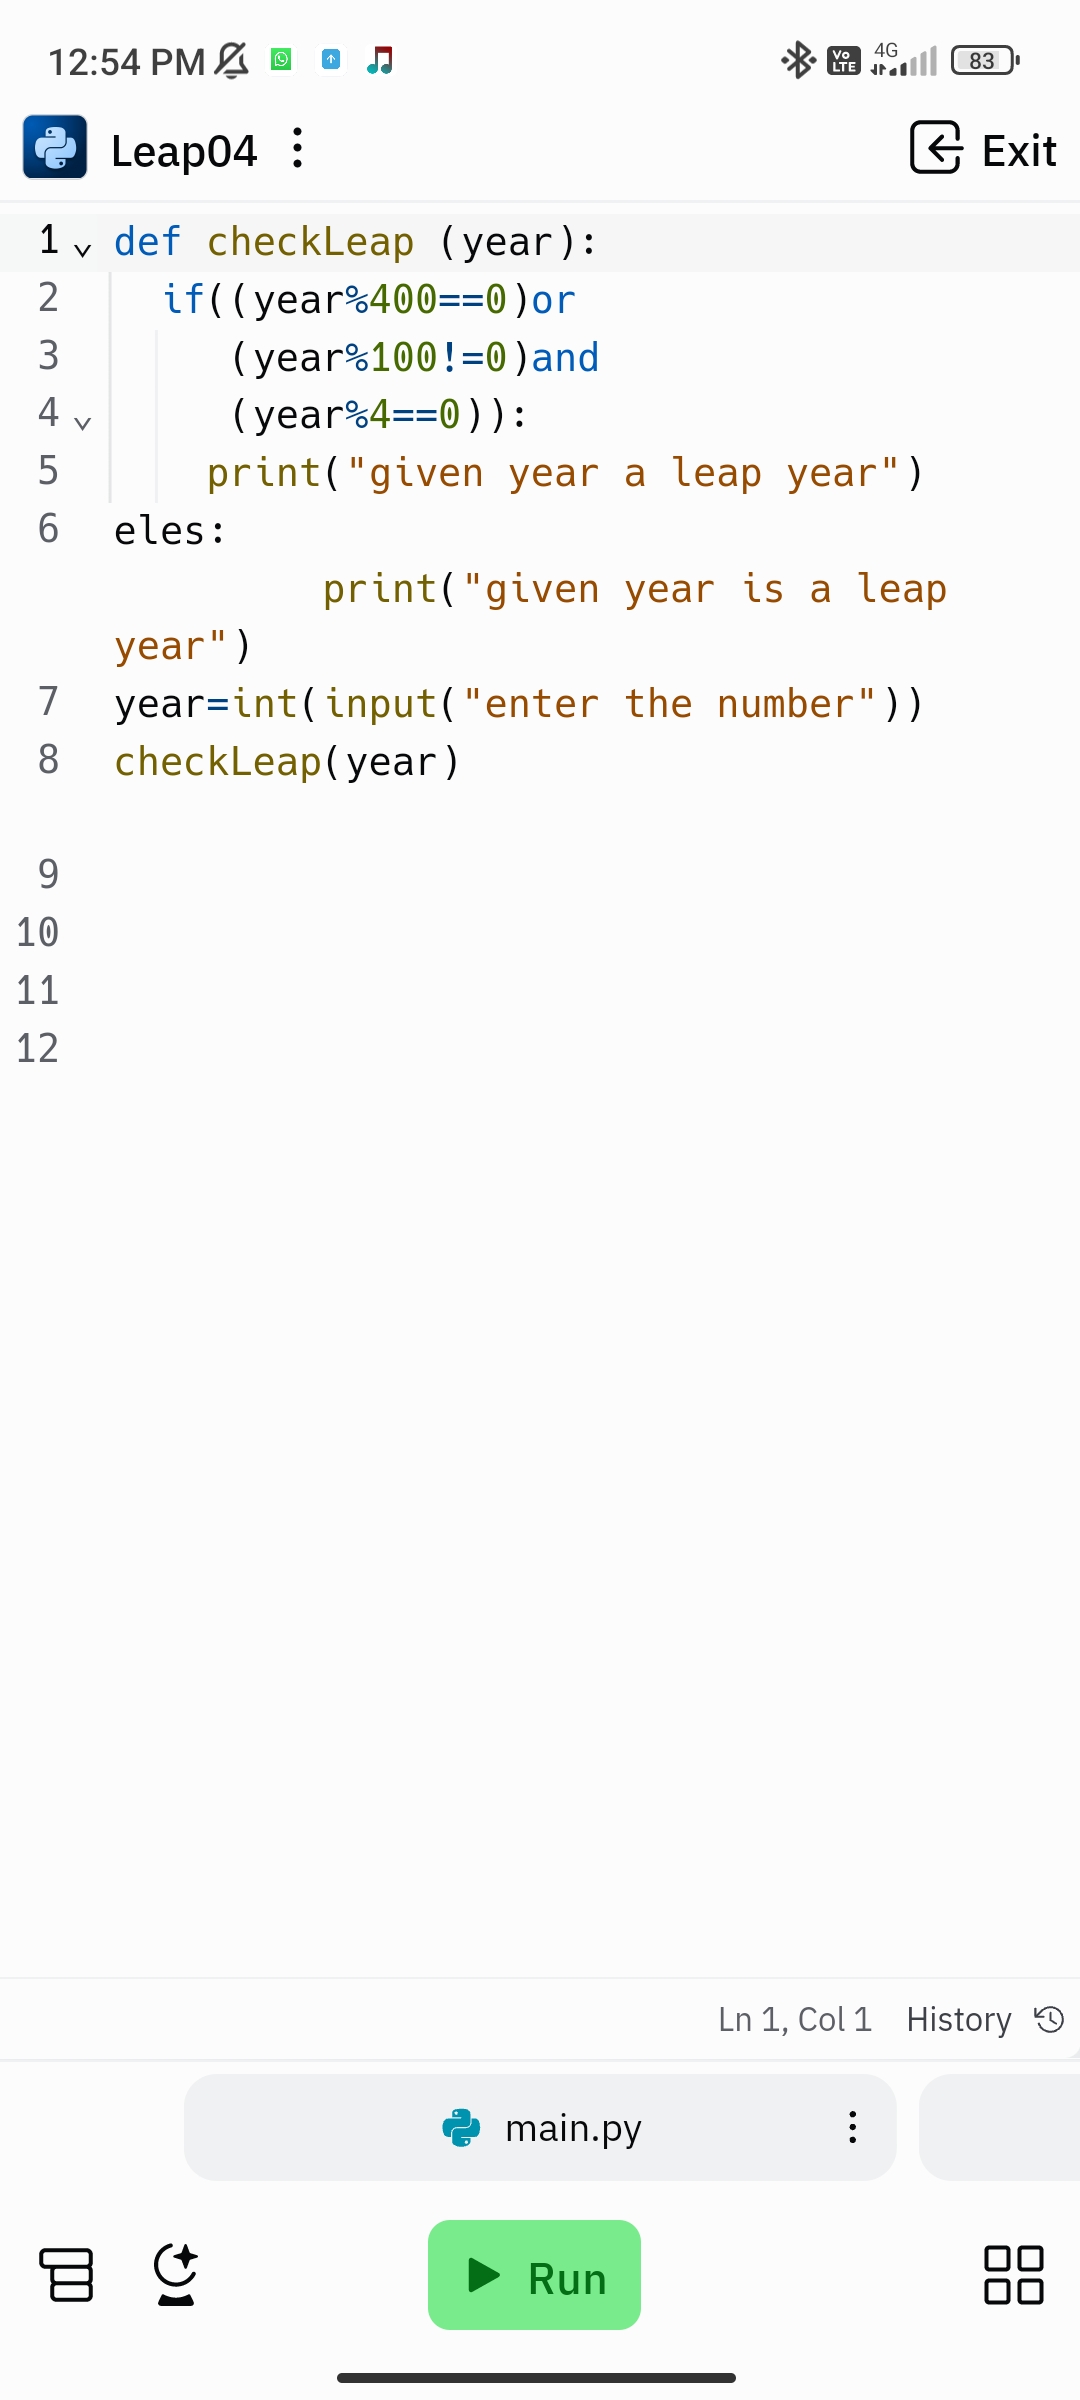 12:54 PM
Vo LTE 4G 83
Leap04
Exit
1 def checkLeap (year):
2 if((year%400==0)or
3 (year%100!=0)and
4 (year%4==0)):
5 print("given year a leap year")
6 eles:
print("given year is a leap
year")
7 year=int(input("enter the number"))
8 checkLeap(year)
9
10
11
12
Ln 1, Col 1 History
main.py
Run